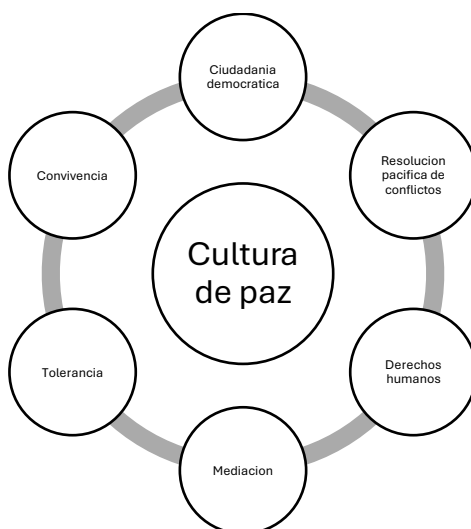 Ciudadania
democratica
Resolucion
pacifica de
conflictos
Derechos
humanos
Mediacion
Tolerancia
Convivencia
Cultura
de paz